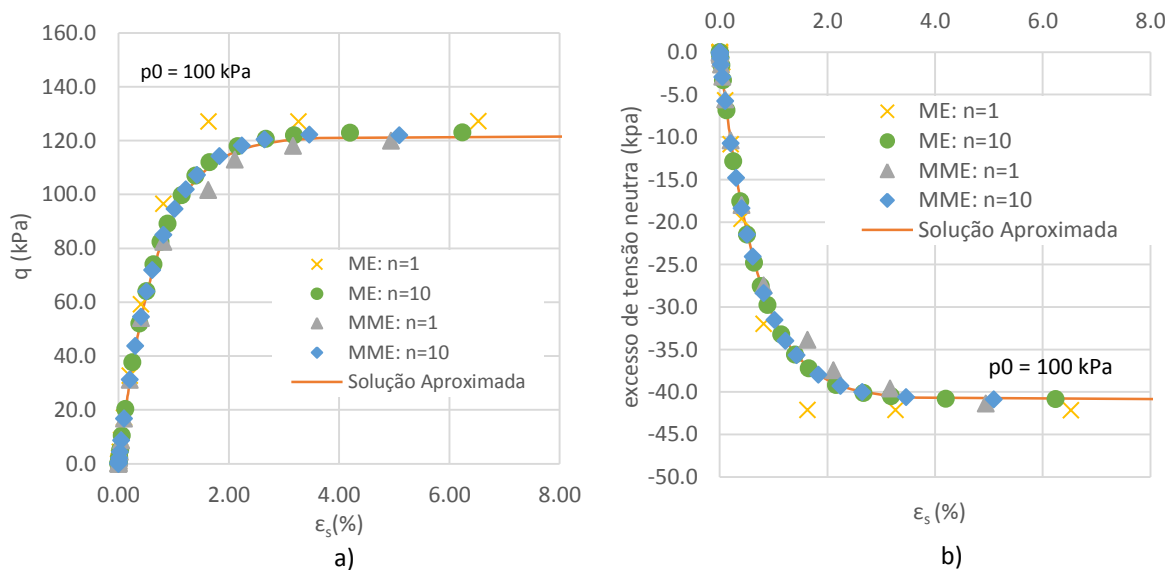 160.0
140.0
120.0
100.0
80.0
60.0
40.0
20.0
0.0
q (kPa)
p0 = 100 kPa
ME: n=1
ME: n=10
MME: n=1
MME: n=10
Solução Aproximada
0.00 2.00 4.00 6.00 8.00
εs(%)
a)
0.0 2.0 4.0 6.0 8.0
0.0
-5.0
-10.0
-15.0
-20.0
-25.0
-30.0
-35.0
-40.0
-45.0
-50.0
excesso de tensão neutra (kpa)
ME: n=1
ME: n=10
MME: n=1
MME: n=10
Solução Aproximada
p0 = 100 kPa
εs(%)
b)